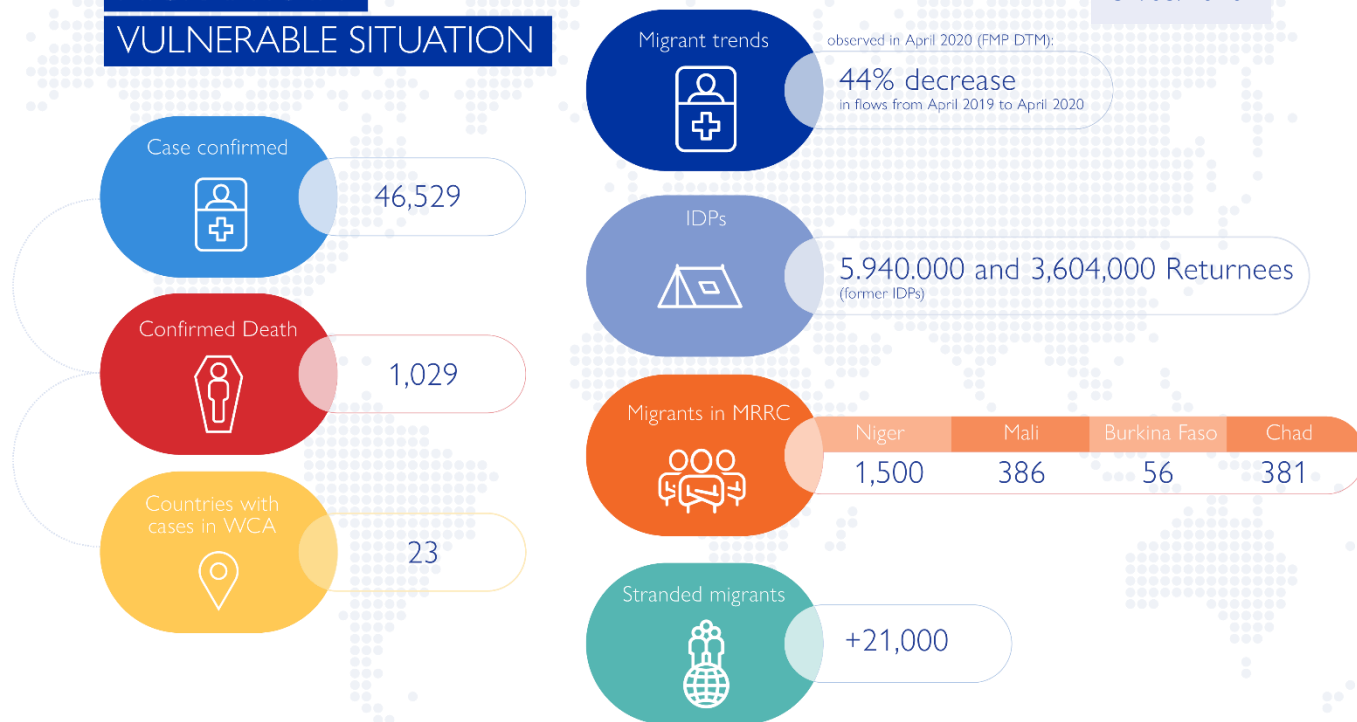 VULNERABLE SITUATION
Case confirmed
46,529
Confirmed Death
1,029
Countries with
cases in WCA
23
Migrant trends
observed in April 2020 (FMP DTM):
44% decrease
in flows from April 2019 to April 2020
IDPs
5.940.000 and 3,604,000 Returnees
(former IDPs)
Migrants in MRRC
Niger Mali Burkina Faso Chad
1,500 386 56 381
Stranded migrants
+21,000